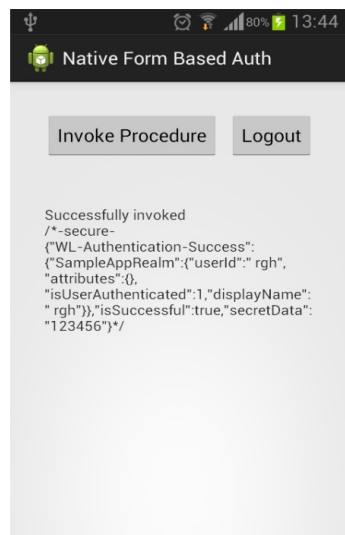 80% 13:44
Native Form Based Auth
Invoke Procedure Logout
Successfully invoked
/*-secure-
{"WL-Authentication-Success":
{"SampleAppRealm":{"userId":" rgh",
"attributes":{},
"isUserAuthenticated":1,"displayName":
" rgh"}},"isSuccessful":true,"secretData":
"123456"}*/